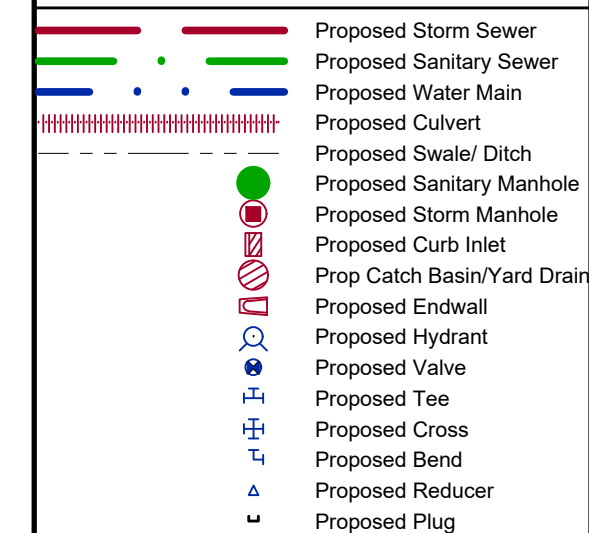 Proposed Storm Sewer
Proposed Sanitary Sewer
Proposed Water Main
Proposed Culvert
Proposed Swale/ Ditch
Proposed Sanitary Manhole
Proposed Storm Manhole
Proposed Curb Inlet
Prop Catch Basin/Yard Drain
Proposed Endwall
Proposed Hydrant
Proposed Valve
Proposed Tee
Proposed Cross
Proposed Bend
Proposed Reducer
Proposed Plug